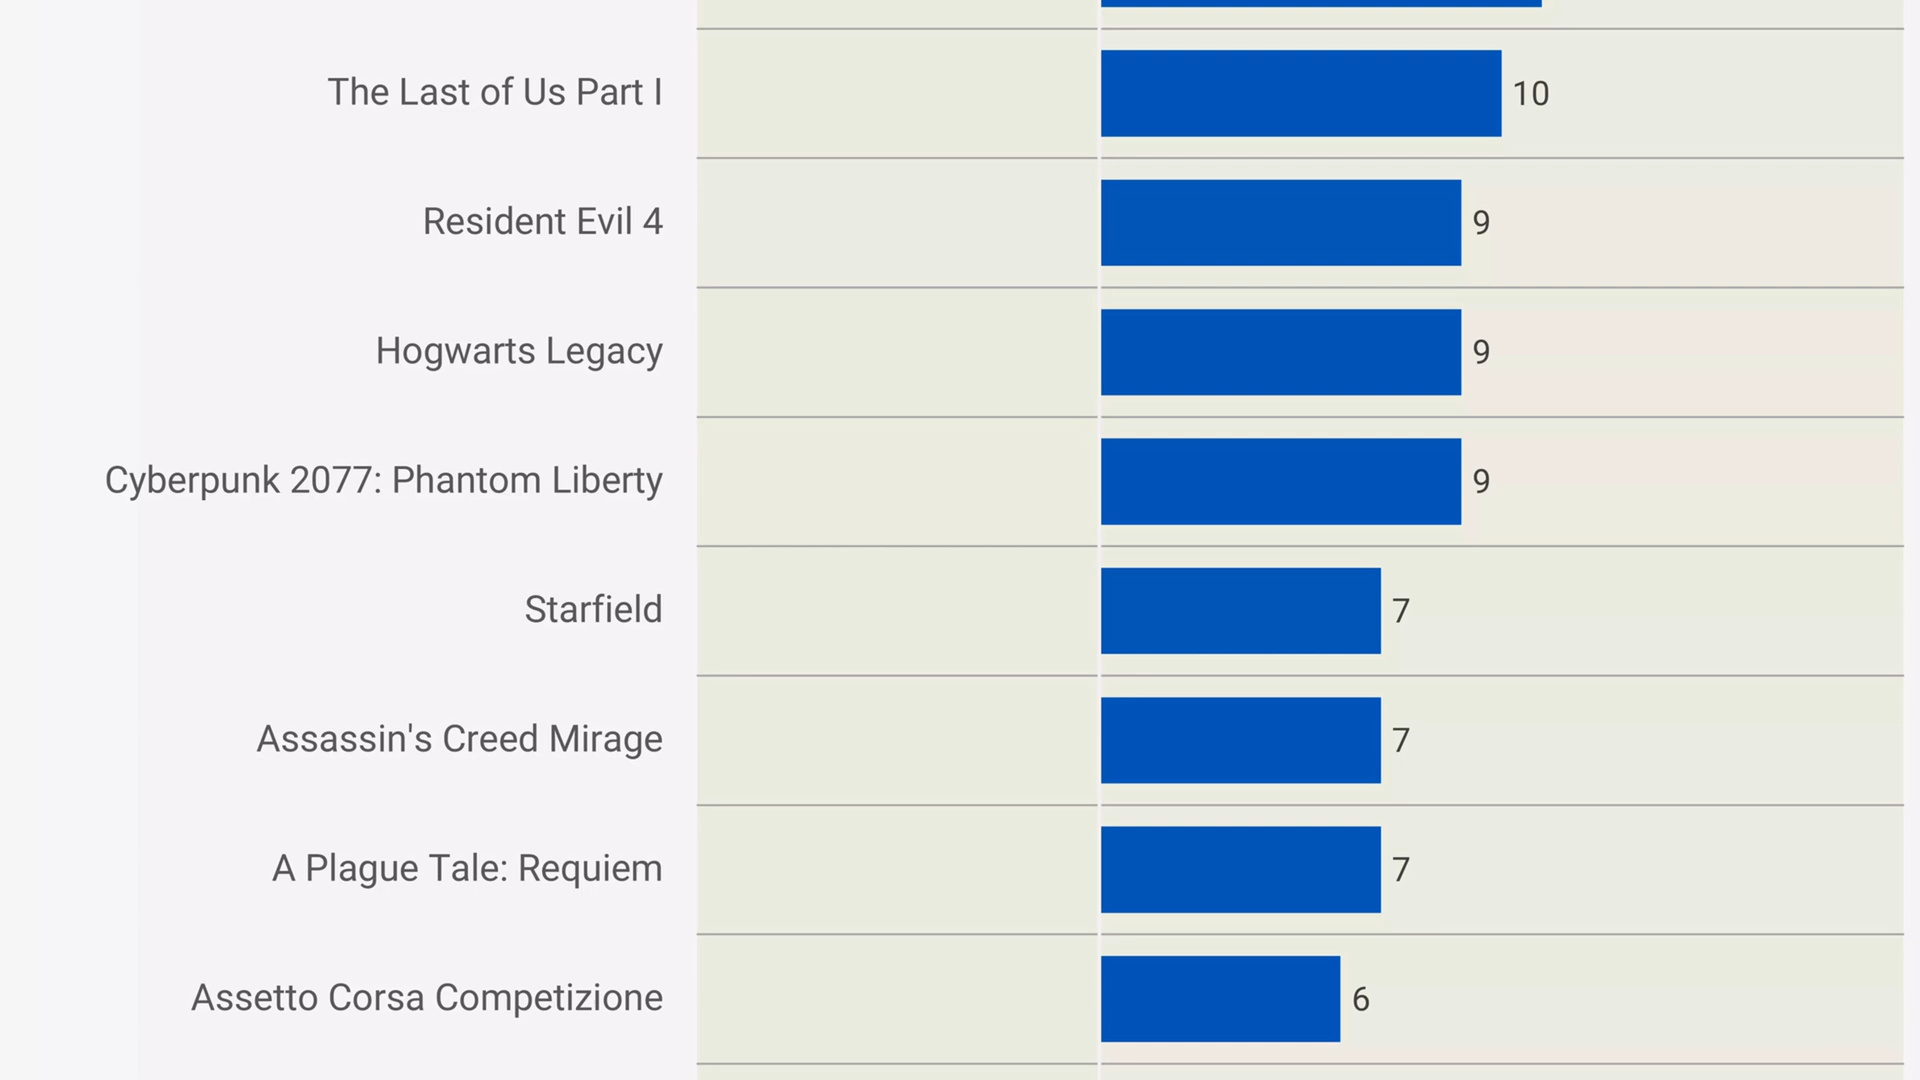 The Last of Us Part I 10
Resident Evil 4 9
Hogwarts Legacy 9
Cyberpunk 2077: Phantom Liberty 9
Starfield 7
Assassin's Creed Mirage 7
A Plague Tale: Requiem 7
Assetto Corsa Competizione 6